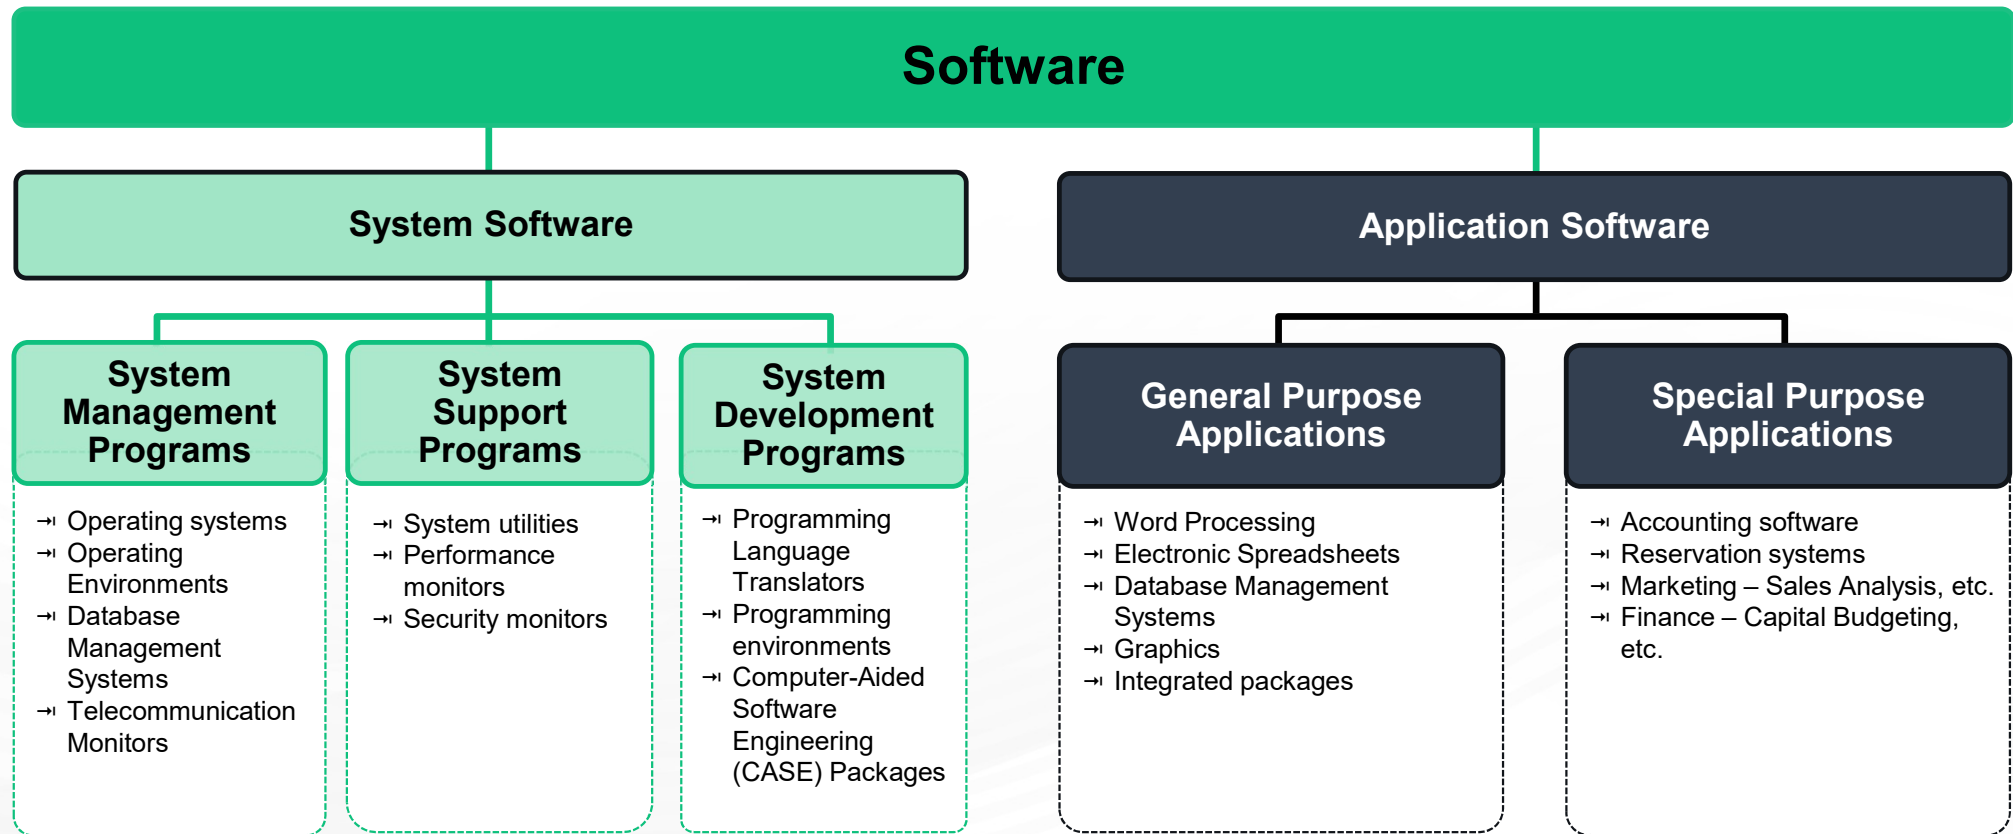 Software
System Software
Application Software
System
Management
Programs
System
Support
Programs
System
Development
Programs
General Purpose
Applications
Special Purpose
Applications
Operating systems
Operating
Environments
Database
Management
Systems
Telecommunication
Monitors
System utilities
Performance
monitors
Security monitors
Programming
Language
Translators
Programming
environments
Computer-Aided
Software
Engineering
(CASE) Packages
Word Processing
Electronic Spreadsheets
Database Management
Systems
Graphics
Integrated packages
Accounting software
Reservation systems
Marketing – Sales Analysis, etc.
Finance – Capital Budgeting,
etc.